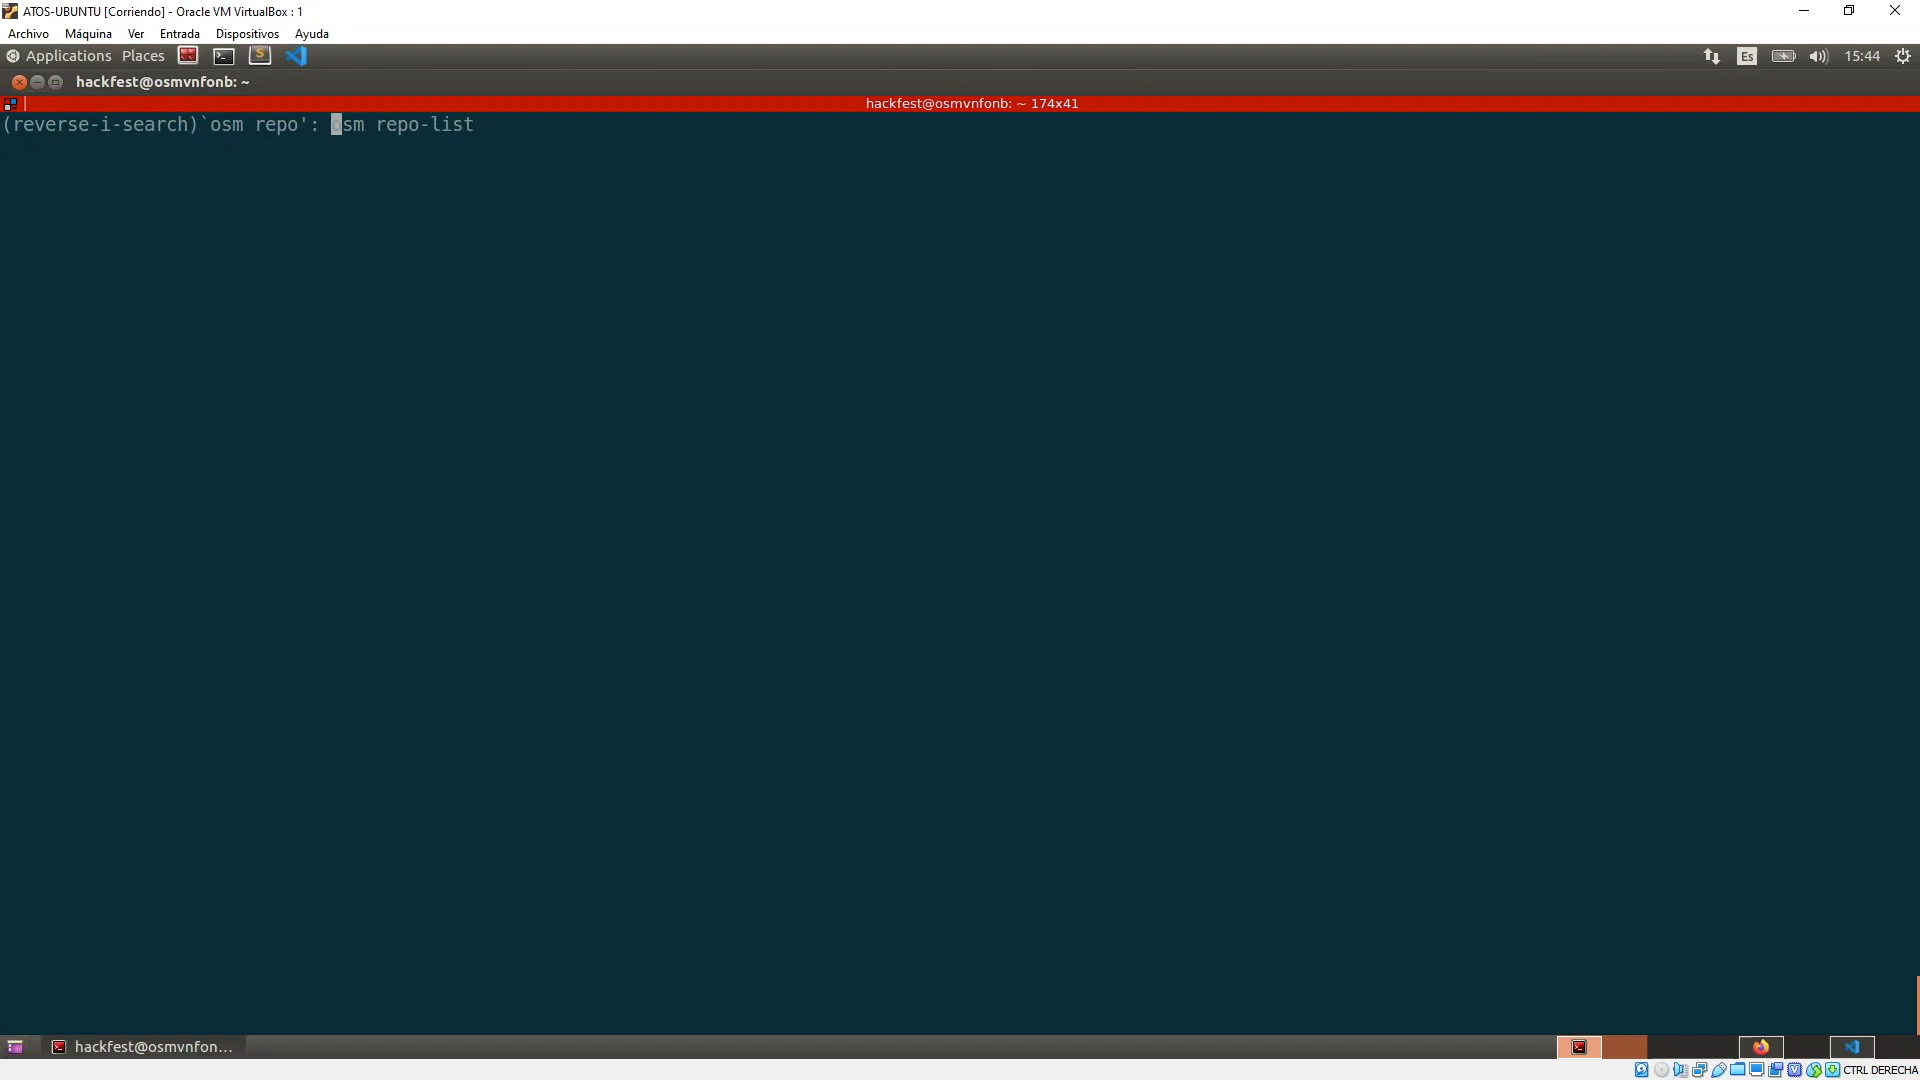 ATOS-UBUNTU [Corriendo] - Oracle VM VirtualBox : 1
Archivo Máquina Ver Entrada Dispositivos Ayuda
Applications Places Es 15:44
hackfest@osmvnfonb: ~
hackfest@osmvnfonb: ~ 174x41
(reverse-i-search)`osm repo': osm repo-list
hackfest@osmvnfon...
CTRL DERECHA